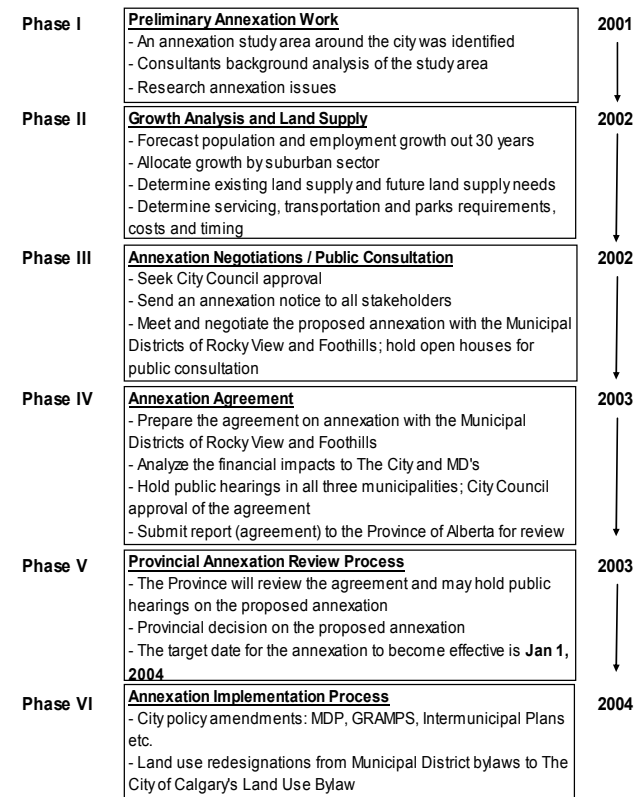 Phase I
Preliminary Annexation Work
2001
- An annexation study area around the city was identified
- Consultants background analysis of the study area
- Research annexation issues
Phase II
Growth Analysis and Land Supply
2002
- Forecast population and employment growth out 30 years
- Allocate growth by suburban sector
- Determine existing land supply and future land supply needs
- Determine servicing, transportation and parks requirements,
costs and timing
Phase III
Annexation Negotiations / Public Consultation
2002
- Seek City Council approval
- Send an annexation notice to all stakeholders
- Meet and negotiate the proposed annexation with the Municipal
Districts of Rocky View and Foothills; hold open houses for
public consultation
Phase IV
Annexation Agreement
2003
- Prepare the agreement on annexation with the Municipal
Districts of Rocky View and Foothills
- Analyze the financial impacts to The City and MD's
- Hold public hearings in all three municipalities; City Council
approval of the agreement
- Submit report (agreement) to the Province of Alberta for review
Phase V
Provincial Annexation Review Process
2003
- The Province will review the agreement and may hold public
hearings on the proposed annexation
- Provincial decision on the proposed annexation
- The target date for the annexation to become effective is Jan 1,
2004
Phase VI
Annexation Implementation Process
2004
- City policy amendments: MDP, GRAMPS, Intermunicipal Plans
etc.
- Land use redesignations from Municipal District bylaws to The
City of Calgary's Land Use Bylaw